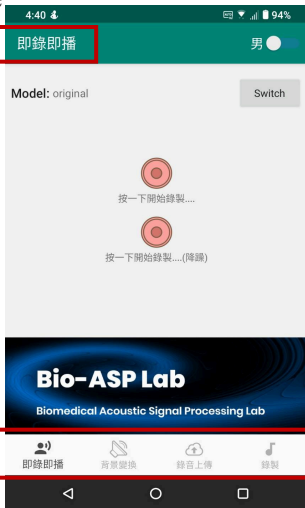 4:40 94%
即錄即播 男
Model: original Switch
按一下開始錄製....
按一下開始錄製....(降躁)
Bio-ASP Lab
Biomedical Acoustic Signal Processing Lab
即錄即播 背景變換 錄音上傳 錄製